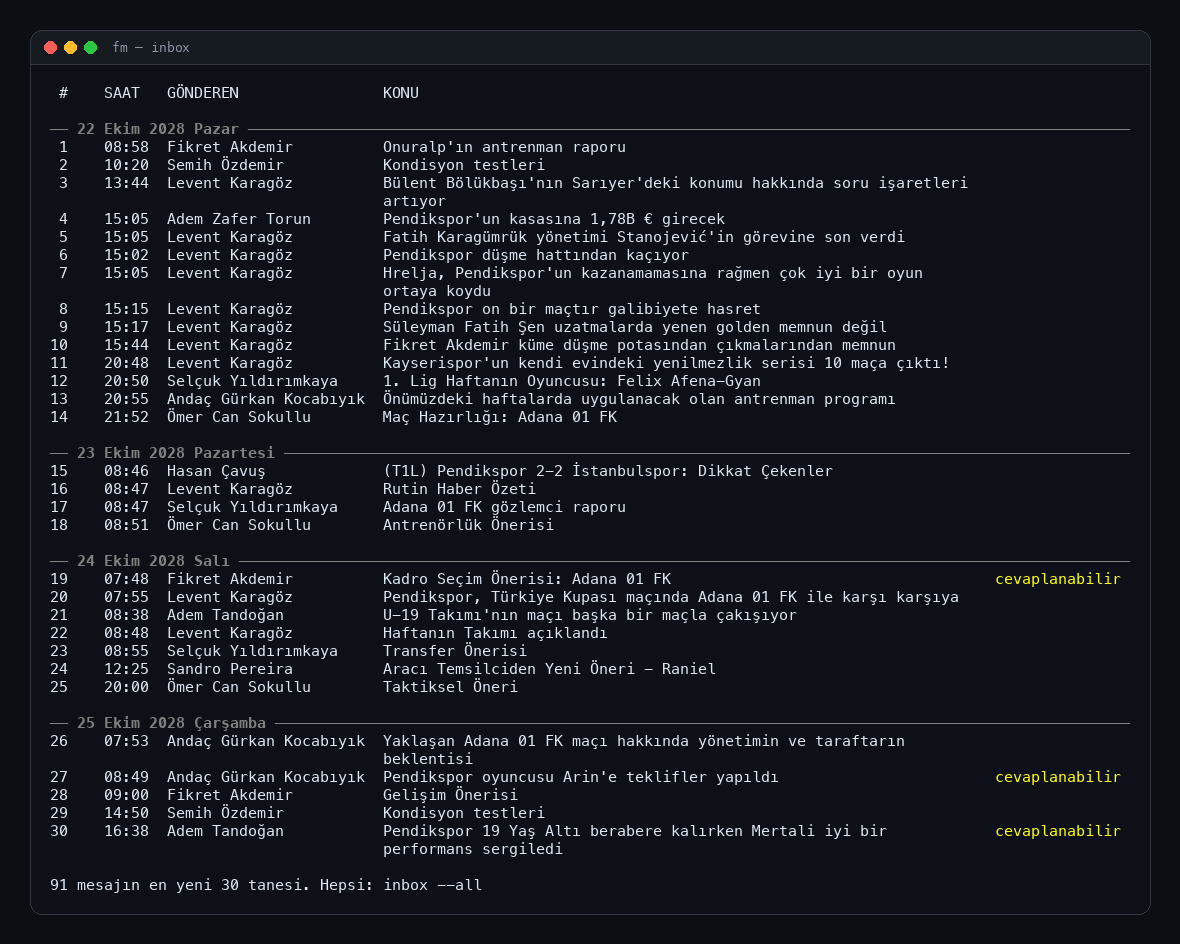 fm — inbox
# SAAT GÖNDEREN KONU
—— 22 Ekim 2028 Pazar ——
1 08:58 Fikret Akdemir Onuralp'ın antrenman raporu
2 10:20 Semih Özdemir Kondisyon testleri
3 13:44 Levent Karagöz Bülent Bölükbaşı'nın Sarıyer'deki konumu hakkında soru işaretleri
artıyor
4 15:05 Adem Zafer Torun Pendikspor'un kasasına 1,78B € girecek
5 15:05 Levent Karagöz Fatih Karagümrük yönetimi Stanojević'in görevine son verdi
6 15:02 Levent Karagöz Pendikspor düşme hattından kaçıyor
7 15:05 Levent Karagöz Hrelja, Pendikspor'un kazanamamasına rağmen çok iyi bir oyun
ortaya koydu
8 15:15 Levent Karagöz Pendikspor on bir maçtır galibiyete hasret
9 15:17 Levent Karagöz Süleyman Fatih Şen uzatmalarda yenen golden memnun değil
10 15:44 Levent Karagöz Fikret Akdemir küme düşme potasından çıkmalarından memnun
11 20:48 Levent Karagöz Kayserispor'un kendi evindeki yenilmezlik serisi 10 maça çıktı!
12 20:50 Selçuk Yıldırımkaya 1. Lig Haftanın Oyuncusu: Felix Afena-Gyan
13 20:55 Andaç Gürkan Kocabıyık Önümüzdeki haftalarda uygulanacak olan antrenman programı
14 21:52 Ömer Can Sokullu Maç Hazırlığı: Adana 01 FK
—— 23 Ekim 2028 Pazartesi ——
15 08:46 Hasan Çavuş (T1L) Pendikspor 2-2 İstanbulspor: Dikkat Çekenler
16 08:47 Levent Karagöz Rutin Haber Özeti
17 08:47 Selçuk Yıldırımkaya Adana 01 FK gözlemci raporu
18 08:51 Ömer Can Sokullu Antrenörlük Önerisi
—— 24 Ekim 2028 Salı ——
19 07:48 Fikret Akdemir Kadro Seçim Önerisi: Adana 01 FK cevaplanabilir
20 07:55 Levent Karagöz Pendikspor, Türkiye Kupası maçında Adana 01 FK ile karşı karşıya
21 08:38 Adem Tandoğan U-19 Takımı'nın maçı başka bir maçla çakışıyor
22 08:48 Levent Karagöz Haftanın Takımı açıklandı
23 08:55 Selçuk Yıldırımkaya Transfer Önerisi
24 12:25 Sandro Pereira Aracı Temsilciden Yeni Öneri - Raniel
25 20:00 Ömer Can Sokullu Taktiksel Öneri
—— 25 Ekim 2028 Çarşamba ——
26 07:53 Andaç Gürkan Kocabıyık Yaklaşan Adana 01 FK maçı hakkında yönetimin ve taraftarın
beklentisi
27 08:49 Andaç Gürkan Kocabıyık Pendikspor oyuncusu Arin'e teklifler yapıldı cevaplanabilir
28 09:00 Fikret Akdemir Gelişim Önerisi
29 14:50 Semih Özdemir Kondisyon testleri
30 16:38 Adem Tandoğan Pendikspor 19 Yaş Altı berabere kalırken Mertali iyi bir cevaplanabilir
performans sergiledi
91 mesajın en yeni 30 tanesi. Hepsi: inbox --all